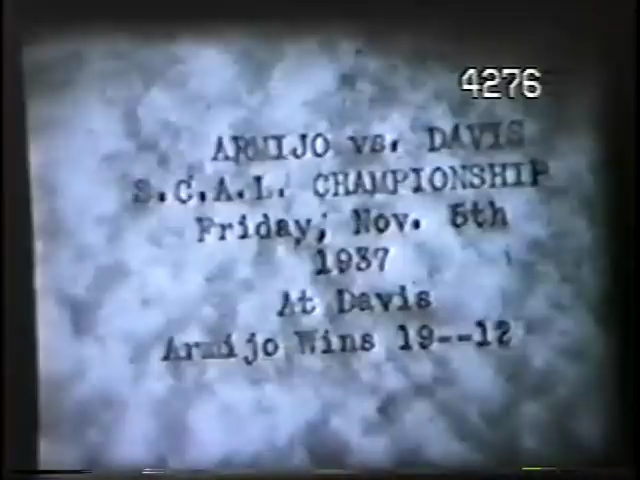 4276
ARMIJO vs. DAVIS
S.C.A.L. CHAMPIONSHIP
Friday, Nov. 5th
1937
At Davis
Armijo Wins 19--12